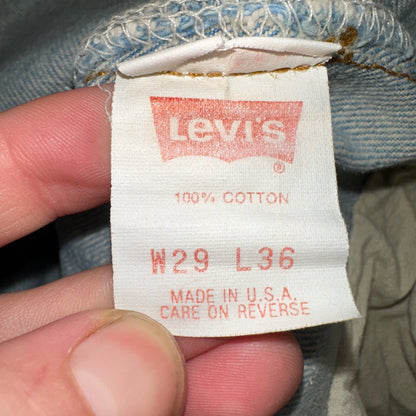 Levi's
®
100% COTTON
W29 L36
MADE IN U.S.A.
CARE ON REVERSE